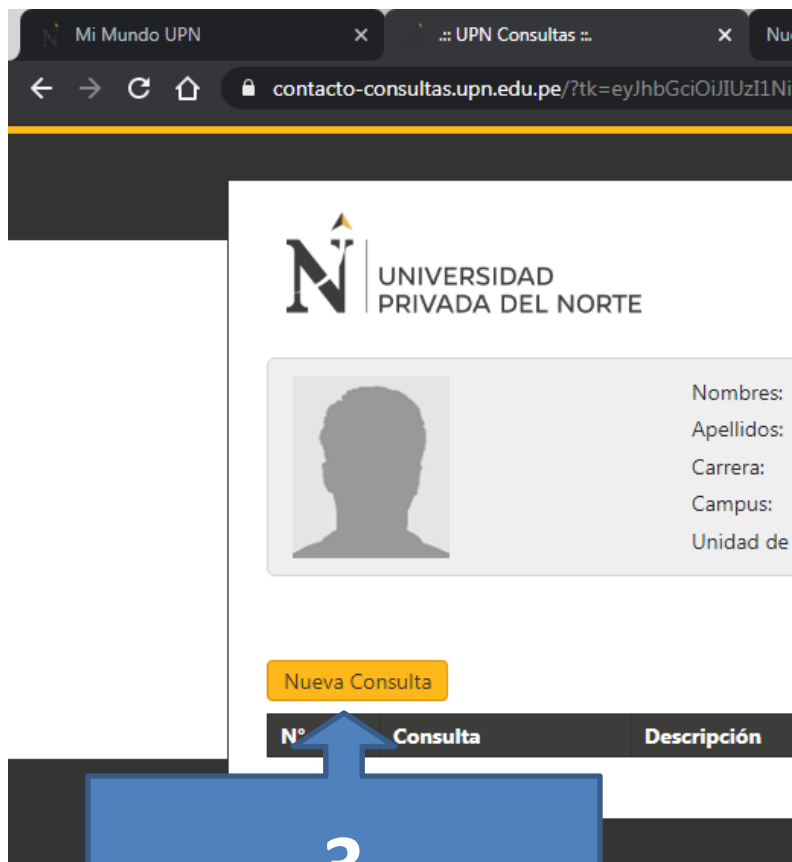 Mi Mundo UPN
.:: UPN Consultas ::.
contacto-consultas.upn.edu.pe/?tk=eyJhbGciOiJIUzI1Ni
UNIVERSIDAD
PRIVADA DEL NORTE
Nombres:
Apellidos:
Carrera:
Campus:
Unidad de
Nueva Consulta
N° Consulta Descripción
3